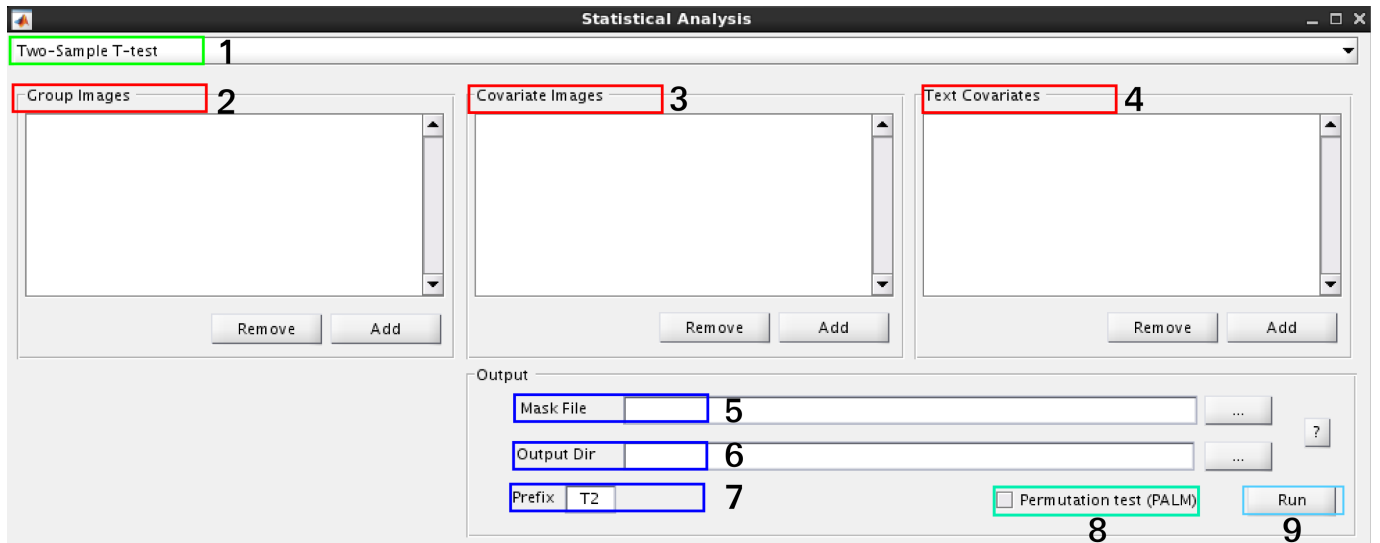 Statistical Analysis
Two-Sample T-test 1
Group Images 2 Covariate Images 3 Text Covariates 4
Remove Add Remove Add Remove Add
Output
Mask File 5 ...
?
Output Dir 6 ...
Prefix T2 7 Permutation test (PALM) Run
8 9